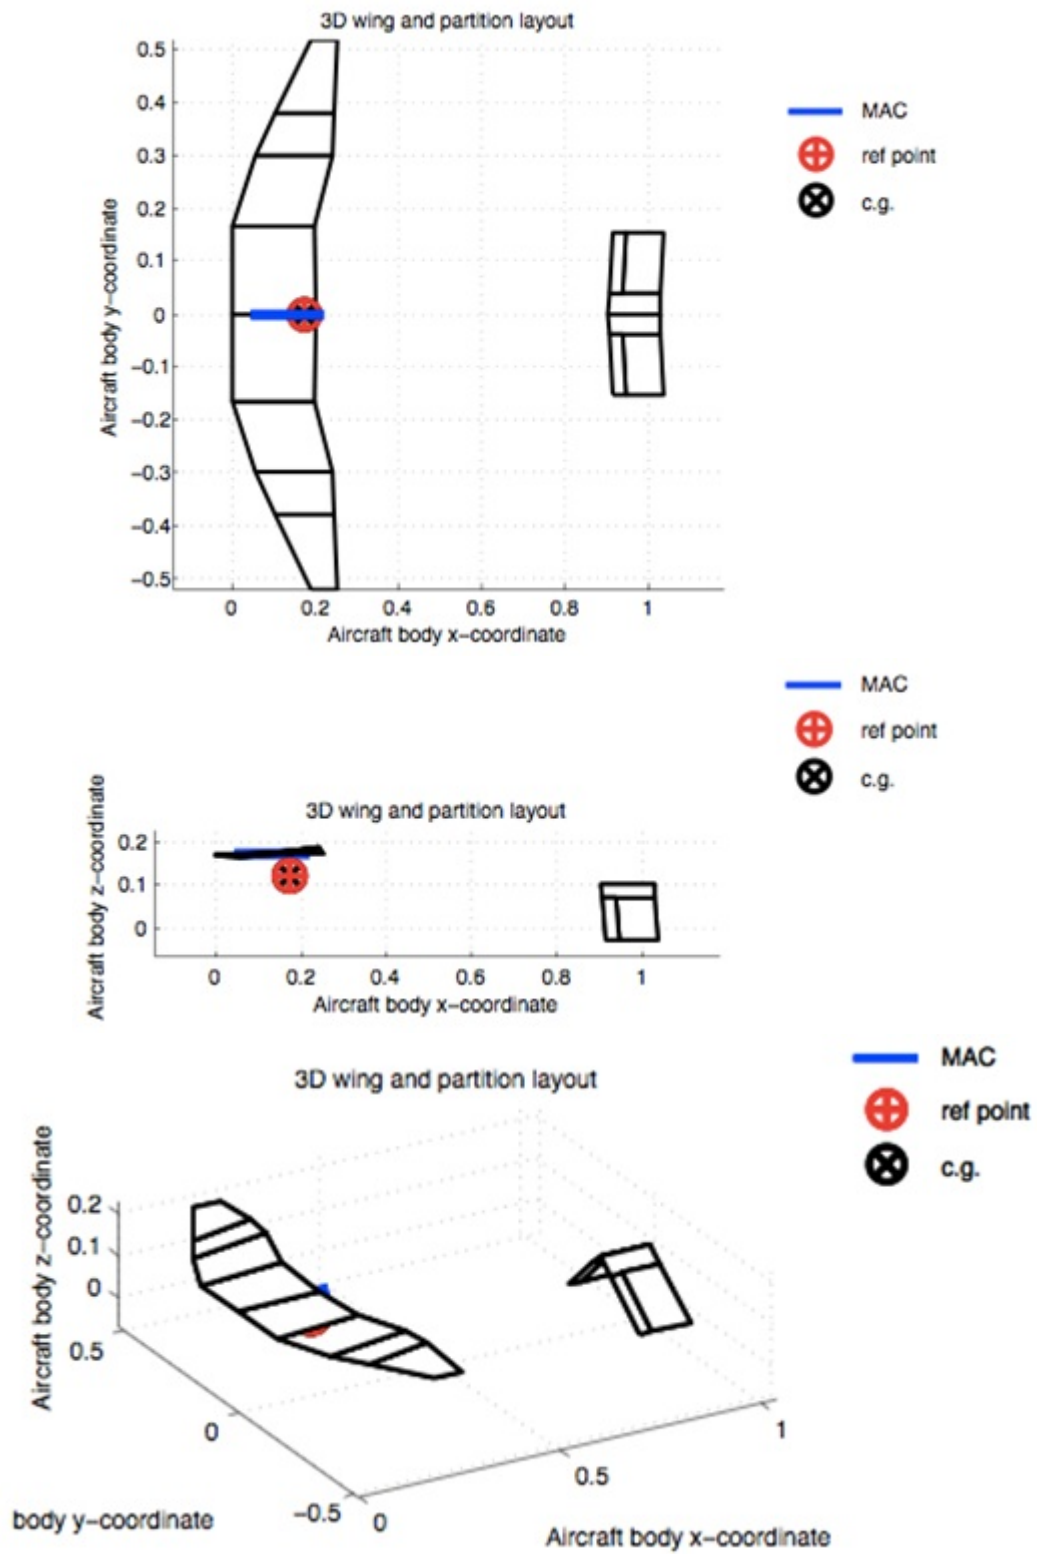 3D wing and partition layout
0.5
0.4
0.3
0.2
0.1
0
−0.1
−0.2
−0.3
−0.4
−0.5
Aircraft body y−coordinate
0 0.2 0.4 0.6 0.8 1
Aircraft body x−coordinate
MAC
ref point
c.g.
MAC
ref point
c.g.
3D wing and partition layout
0.2
0.1
0
Aircraft body z−coordinate
0 0.2 0.4 0.6 0.8 1
Aircraft body x−coordinate
MAC
ref point
c.g.
3D wing and partition layout
Aircraft body z−coordinate
0.2
0.1
0
0.5
0
−0.5
body y−coordinate
0
0.5
1
Aircraft body x−coordinate